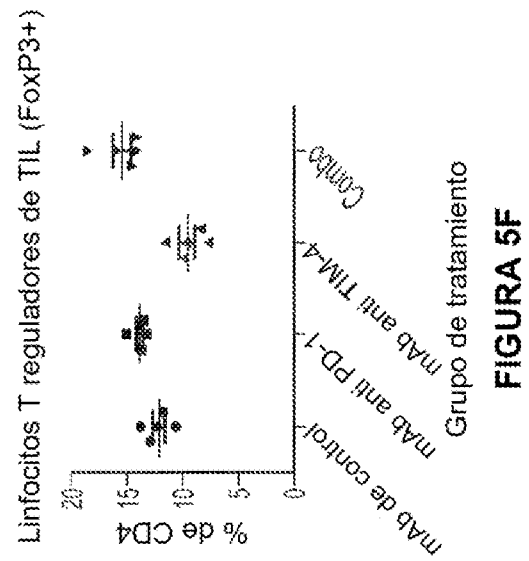 Linfocitos T reguladores de TIL (FoxP3+)
% de CD4
20
15
10
5
0
mAb de control
mAb anti PD-1
mAb anti TIM-4
Combo
Grupo de tratamiento
FIGURA 5F